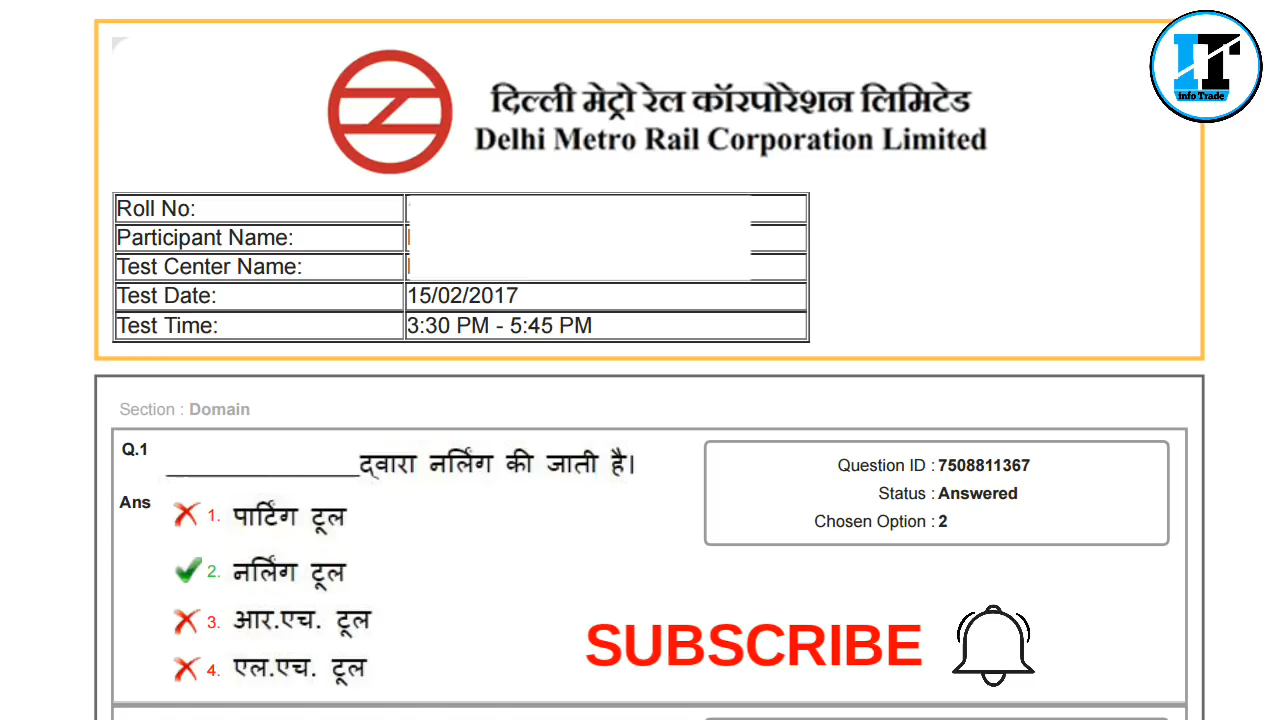 IT
Info Trade
दिल्ली मेट्रो रेल कॉरपोरेशन लिमिटेड
Delhi Metro Rail Corporation Limited
Roll No:
Participant Name:
Test Center Name:
Test Date: 15/02/2017
Test Time: 3:30 PM - 5:45 PM
Section : Domain
Q.1 ________________द्वारा नर्लिंग की जाती है।
Question ID : 7508811367
Status : Answered
Chosen Option : 2
Ans 1. पार्टिंग टूल
2. नर्लिंग टूल
3. आर.एच. टूल
4. एल.एच. टूल
SUBSCRIBE